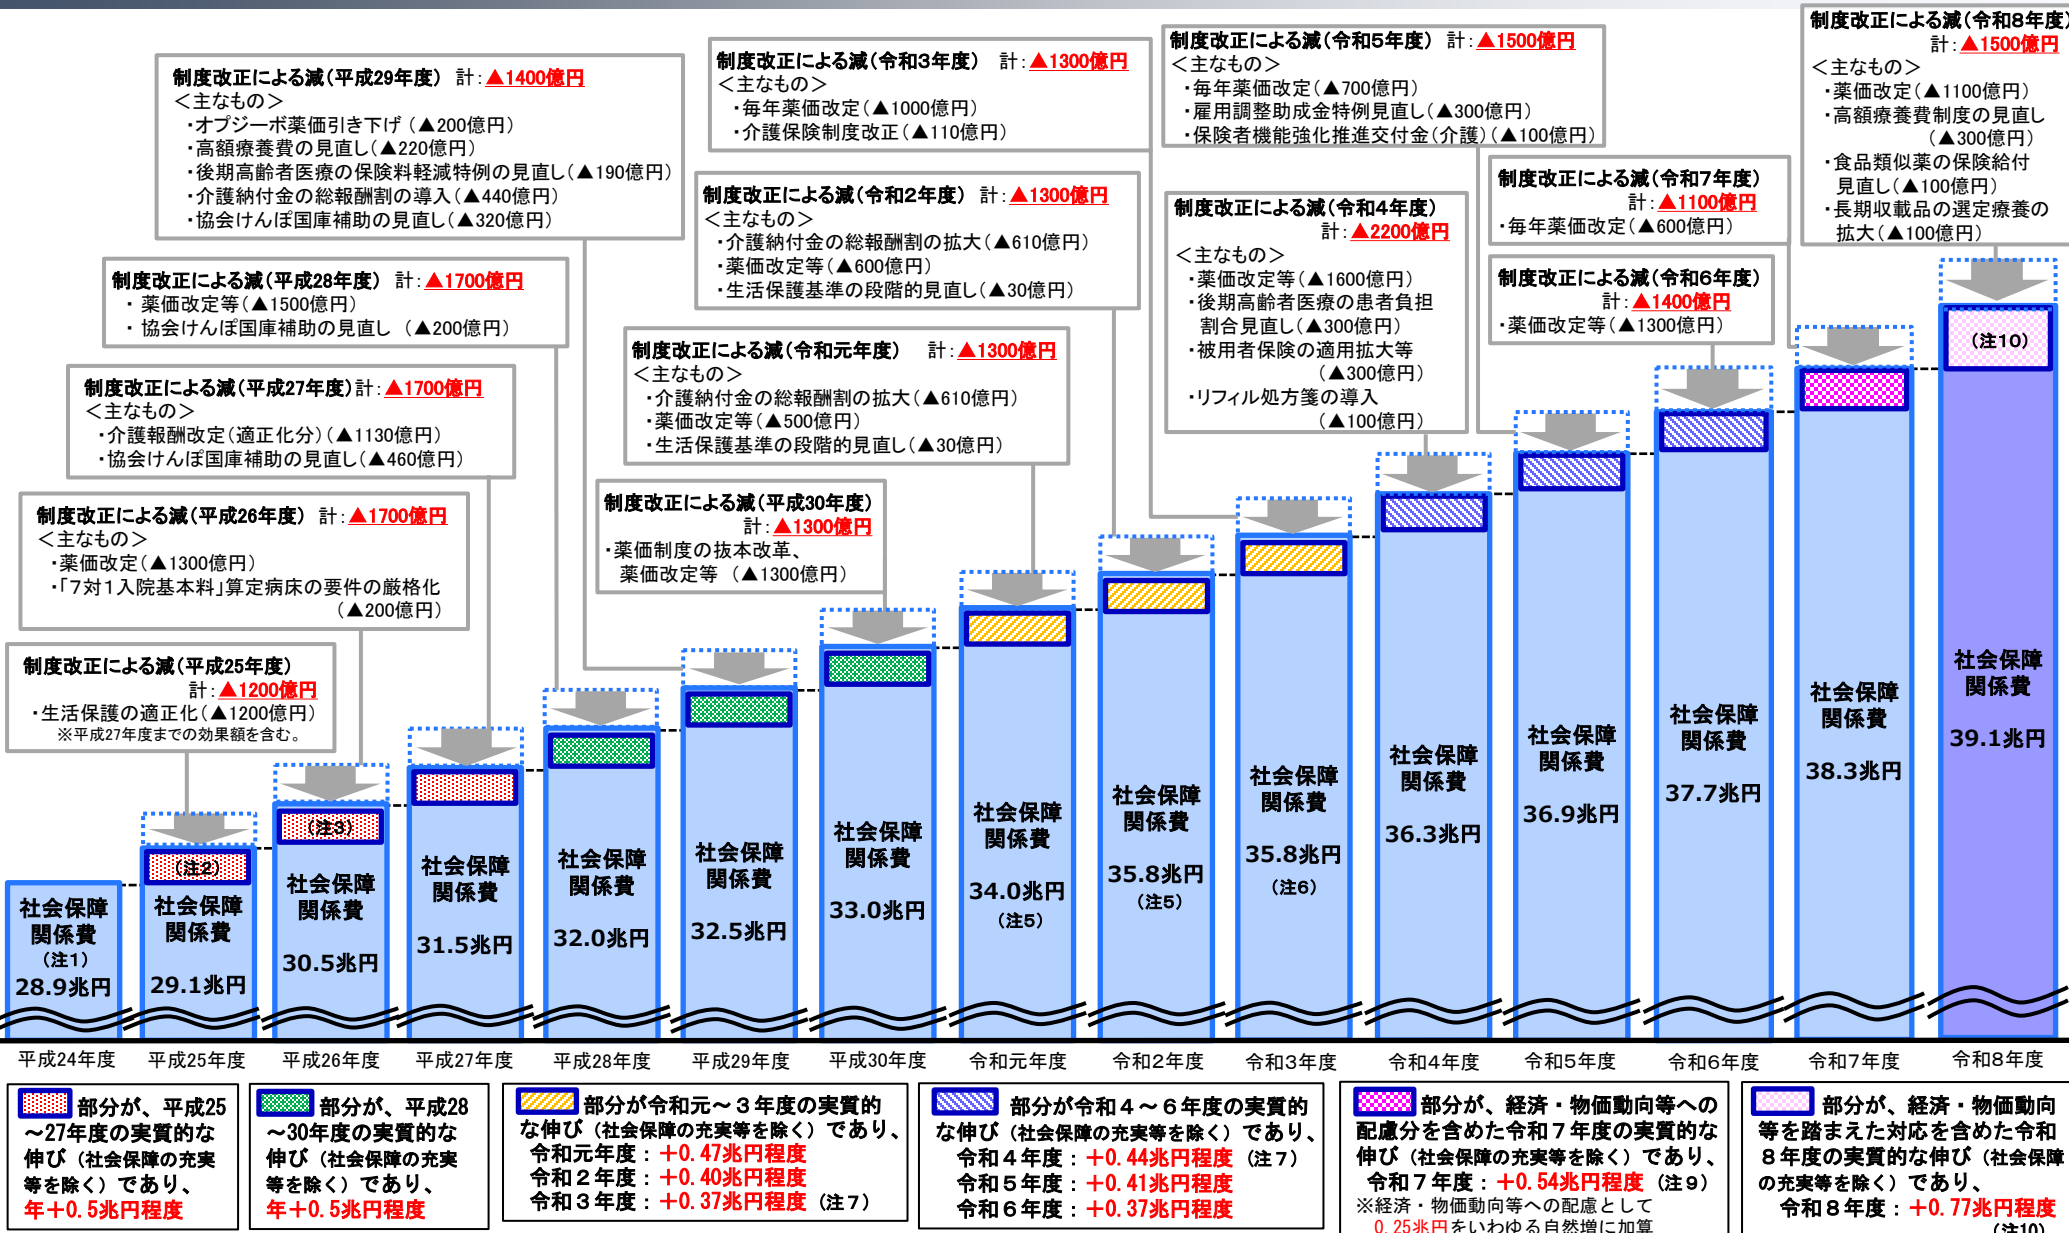 制度改正による減(平成29年度) 計:▲1400億円
＜主なもの＞
・オプジーボ薬価引き下げ (▲200億円)
・高額療養費の見直し(▲220億円)
・後期高齢者医療の保険料軽減特例の見直し(▲190億円)
・介護納付金の総報酬割の導入(▲440億円)
・協会けんぽ国庫補助の見直し(▲320億円)
制度改正による減(平成28年度) 計:▲1700億円
・ 薬価改定等(▲1500億円)
・ 協会けんぽ国庫補助の見直し (▲200億円)
制度改正による減(平成27年度)計:▲1700億円
＜主なもの＞
・介護報酬改定(適正化分)(▲1130億円)
・協会けんぽ国庫補助の見直し(▲460億円)
制度改正による減(平成26年度) 計:▲1700億円
＜主なもの＞
・薬価改定(▲1300億円)
・「7対1入院基本料」算定病床の要件の厳格化
(▲200億円)
制度改正による減(平成25年度)
計:▲1200億円
・生活保護の適正化(▲1200億円)
※平成27年度までの効果額を含む。
制度改正による減(令和3年度) 計:▲1300億円
＜主なもの＞
・毎年薬価改定(▲1000億円)
・介護保険制度改正(▲110億円)
制度改正による減(令和2年度) 計:▲1300億円
＜主なもの＞
・介護納付金の総報酬割の拡大(▲610億円)
・薬価改定等(▲600億円)
・生活保護基準の段階的見直し(▲30億円)
制度改正による減(令和元年度) 計:▲1300億円
＜主なもの＞
・介護納付金の総報酬割の拡大(▲610億円)
・薬価改定等(▲500億円)
・生活保護基準の段階的見直し(▲30億円)
制度改正による減(平成30年度)
計:▲1300億円
・薬価制度の抜本改革、
薬価改定等 (▲1300億円)
制度改正による減(令和5年度) 計:▲1500億円
＜主なもの＞
・毎年薬価改定(▲700億円)
・雇用調整助成金特例見直し(▲300億円)
・保険者機能強化推進交付金(介護)(▲100億円)
制度改正による減(令和4年度)
計:▲2200億円
＜主なもの＞
・薬価改定等(▲1600億円)
・後期高齢者医療の患者負担
割合見直し(▲300億円)
・被用者保険の適用拡大等
(▲300億円)
・リフィル処方箋の導入
(▲100億円)
制度改正による減(令和7年度)
計:▲1100億円
・毎年薬価改定(▲600億円)
制度改正による減(令和6年度)
計:▲1400億円
・薬価改定等(▲1300億円)
制度改正による減(令和8年度)
計:▲1500億円
＜主なもの＞
・薬価改定(▲1100億円)
・高額療養費制度の見直し
(▲300億円)
・食品類似薬の保険給付
見直し(▲100億円)
・長期収載品の選定療養の
拡大(▲100億円)
社会保障
関係費
(注1)
28.9兆円
(注2)
社会保障
関係費
29.1兆円
(注3)
社会保障
関係費
30.5兆円
社会保障
関係費
31.5兆円
社会保障
関係費
32.0兆円
社会保障
関係費
32.5兆円
社会保障
関係費
33.0兆円
社会保障
関係費
34.0兆円
(注5)
社会保障
関係費
35.8兆円
(注5)
社会保障
関係費
35.8兆円
(注6)
社会保障
関係費
36.3兆円
社会保障
関係費
36.9兆円
社会保障
関係費
37.7兆円
社会保障
関係費
38.3兆円
(注10)
社会保障
関係費
39.1兆円
平成24年度 平成25年度 平成26年度 平成27年度 平成28年度 平成29年度 平成30年度 令和元年度 令和2年度 令和3年度 令和4年度 令和5年度 令和6年度 令和7年度 令和8年度
部分が、平成25
～27年度の実質的な
伸び（社会保障の充実
等を除く）であり、
年＋0.5兆円程度
部分が、平成28
～30年度の実質的な
伸び（社会保障の充実
等を除く）であり、
年＋0.5兆円程度
部分が令和元～３年度の実質的
な伸び（社会保障の充実等を除く）であり、
令和元年度：＋0.47兆円程度
令和２年度：＋0.40兆円程度
令和３年度：＋0.37兆円程度（注７）
部分が令和４～６年度の実質的
な伸び（社会保障の充実等を除く）であり、
令和４年度：＋0.44兆円程度（注７）
令和５年度：＋0.41兆円程度
令和６年度：＋0.37兆円程度
部分が、経済・物価動向等への
配慮分を含めた令和７年度の実質的な
伸び（社会保障の充実等を除く）であり、
令和７年度：＋0.54兆円程度（注９）
※経済・物価動向等への配慮として
0.25兆円をいわゆる自然増に加算
部分が、経済・物価動向
等を踏まえた対応を含めた令和
８年度の実質的な伸び（社会保障
の充実等を除く）であり、
令和８年度：＋0.77兆円程度
（注10）